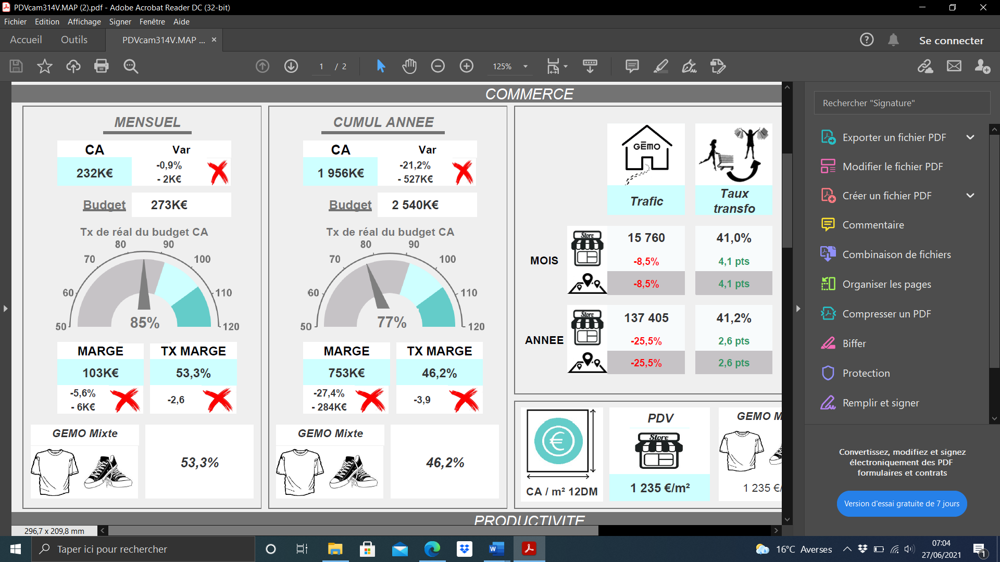 PDVcam314V.MAP (2).pdf - Adobe Acrobat Reader DC (32-bit)
Fichier Edition Affichage Signer Fenêtre Aide
Accueil Outils PDVcam314V.MAP ... ×
Se connecter
1 / 2
125%
COMMERCE
MENSUEL
CA Var
232K€
-0,9%
- 2K€
Budget 273K€
Tx de réal du budget CA
50 60 70 80 90 100 110 120
85%
MARGE TX MARGE
103K€ 53,3%
-5,6%
- 6K€
-2,6
GEMO Mixte
53,3%
CUMUL ANNEE
CA Var
1 956K€
-21,2%
- 527K€
Budget 2 540K€
Tx de réal du budget CA
50 60 70 80 90 100 110 120
77%
MARGE TX MARGE
753K€ 46,2%
-27,4%
- 284K€
-3,9
GEMO Mixte
46,2%
GĒMO
Trafic
Taux
transfo
MOIS
Store
15 760 41,0%
-8,5% 4,1 pts
-8,5% 4,1 pts
ANNEE
Store
137 405 41,2%
-25,5% 2,6 pts
-25,5% 2,6 pts
€
CA / m² 12DM
PDV
Store
1 235 €/m²
GEMO M
1 235 €/
PRODUCTIVITE
296,7 x 209,8 mm
Rechercher "Signature"
Exporter un fichier PDF
Modifier le fichier PDF
Créer un fichier PDF
Commentaire
Combinaison de fichiers
Organiser les pages
Compresser un PDF
Biffer
Protection
Remplir et signer
Convertissez, modifiez et signez
électroniquement des PDF
formulaires et contrats
Version d'essai gratuite de 7 jours
Taper ici pour rechercher
16°C Averses
07:04
27/06/2021
1